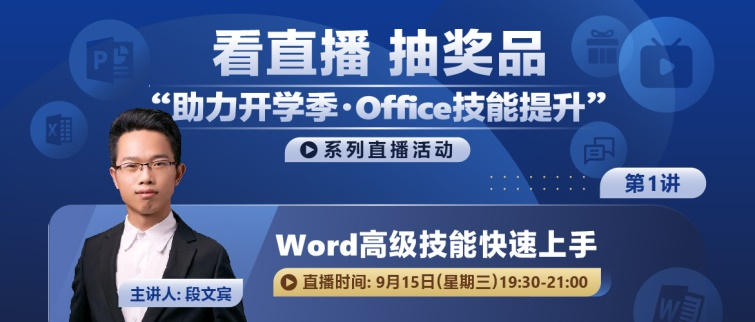 看直播 抽奖品
“助力开学季·Office技能提升”
系列直播活动
第1讲
Word高级技能快速上手
直播时间: 9月15日(星期三)19:30-21:00
主讲人: 段文宾
P
X
W